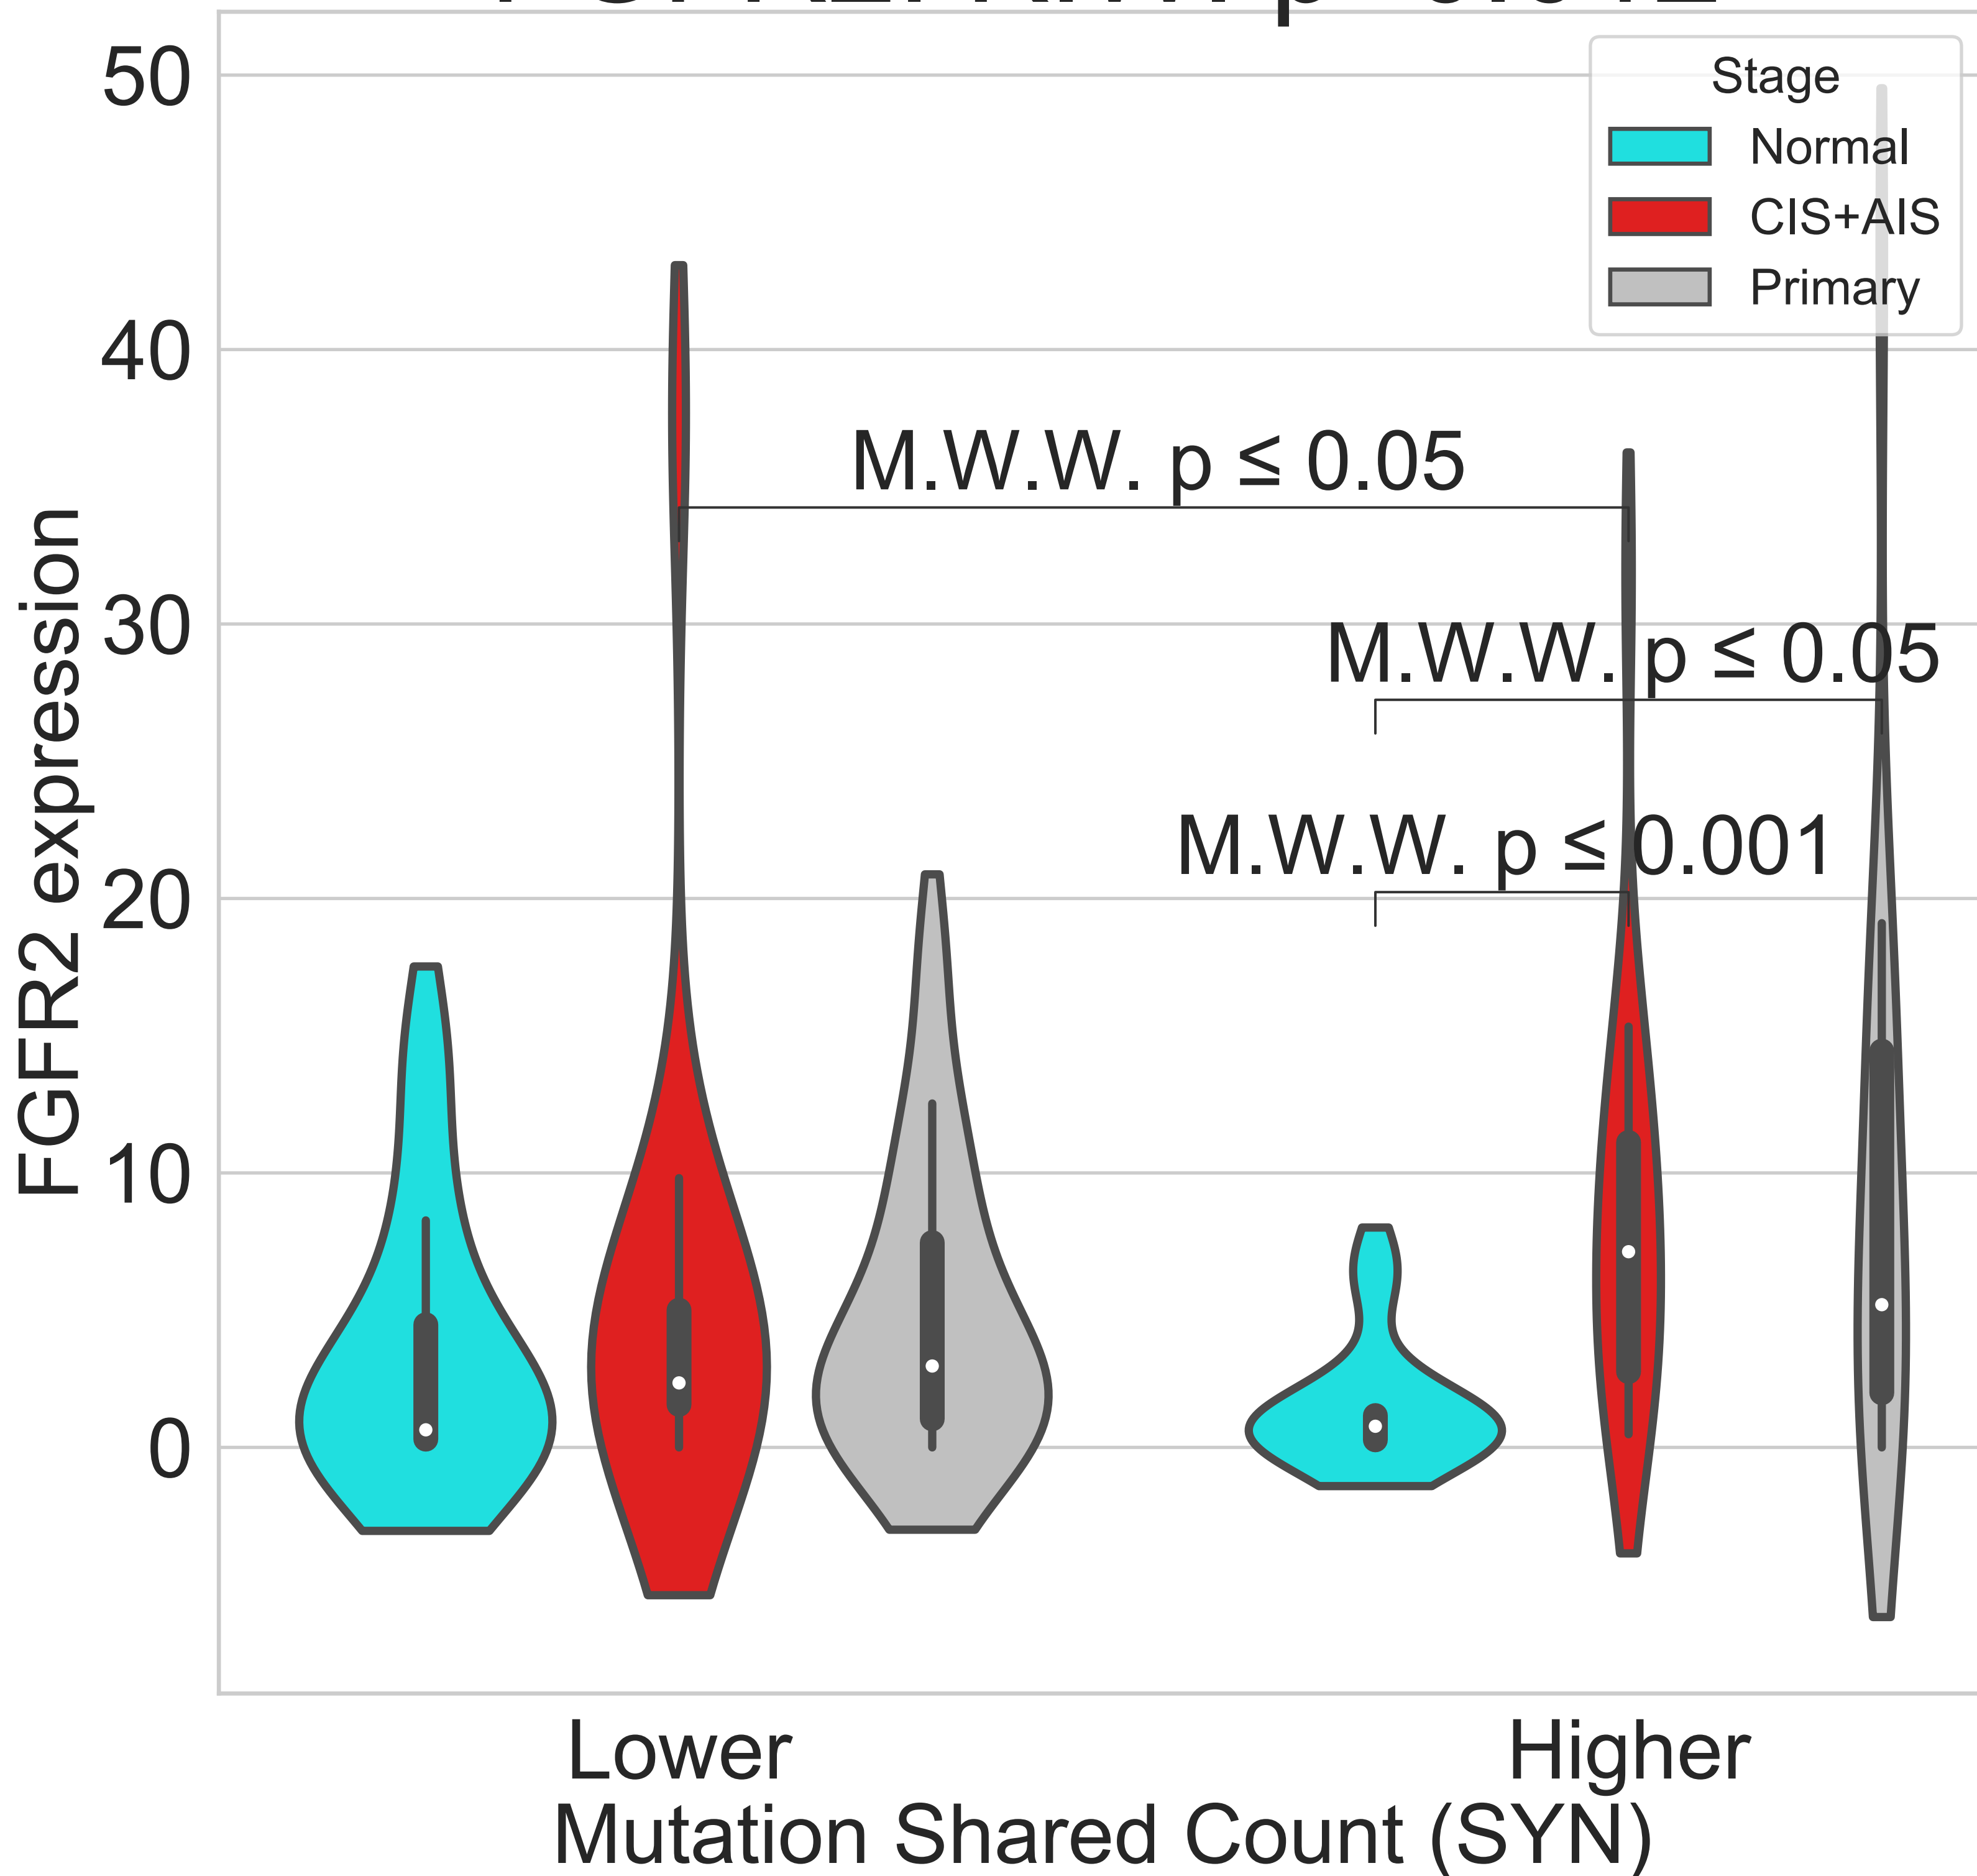 50
Stage
Normal
CIS+AIS
Primary
40
M.W.W. p ≤ 0.05
30
M.W.W. p ≤ 0.05
M.W.W. p ≤ 0.001
20
10
0
FGFR2 expression
Lower
Higher
Mutation Shared Count (SYN)